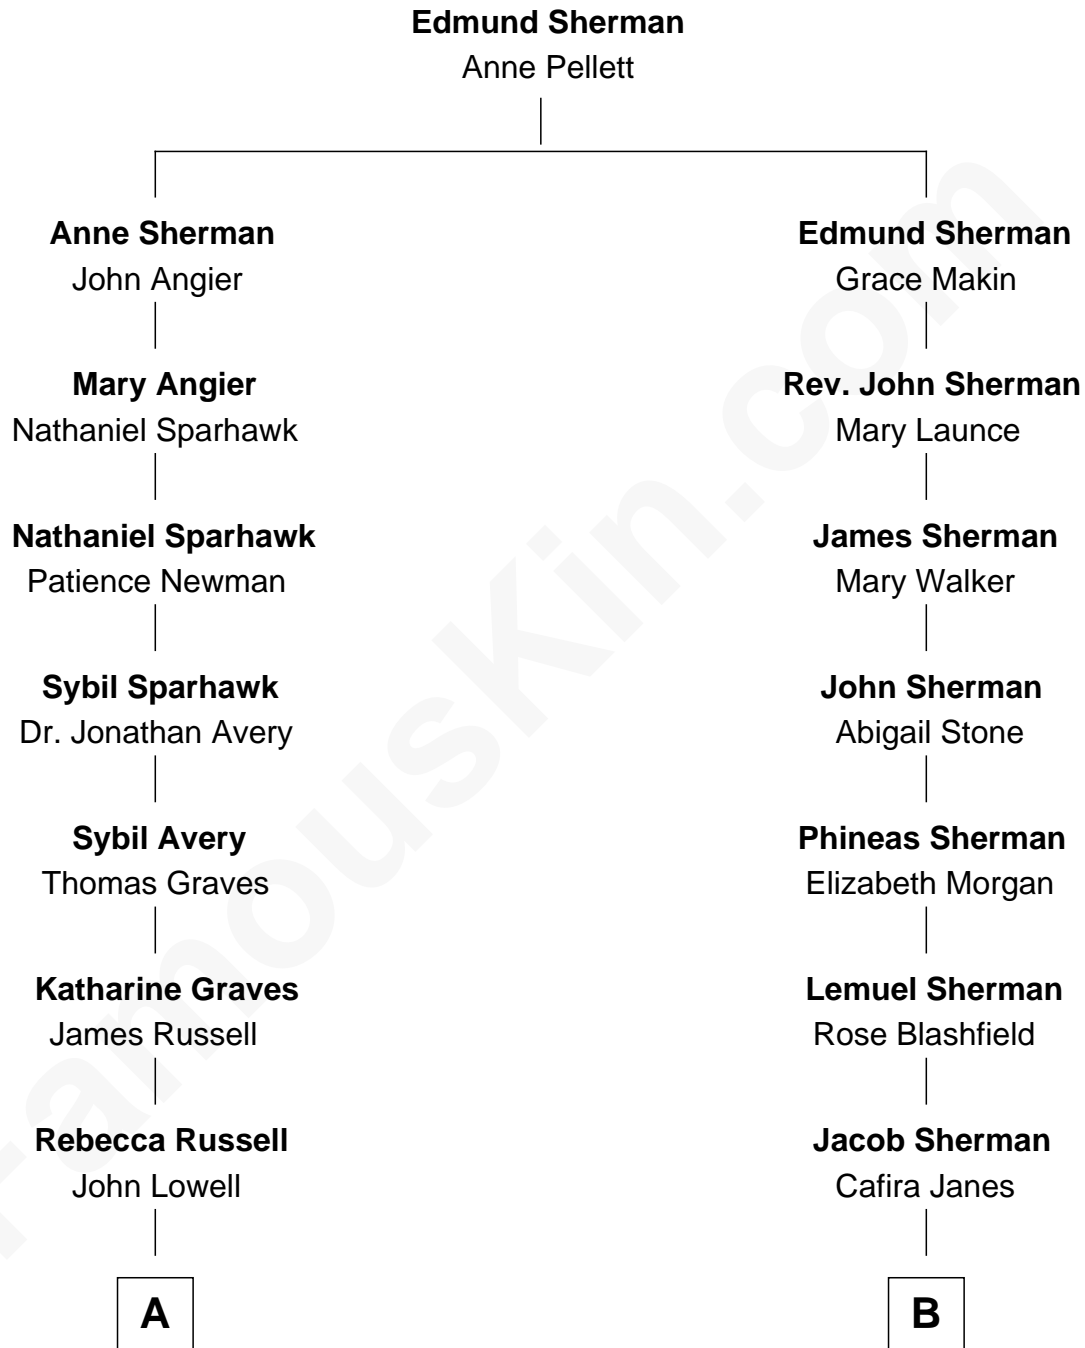 Edmund Sherman
Anne Pellett
Anne Sherman
John Angier
Edmund Sherman
Grace Makin
Mary Angier
Nathaniel Sparhawk
Rev. John Sherman
Mary Launce
Nathaniel Sparhawk
Patience Newman
James Sherman
Mary Walker
Sybil Sparhawk
Dr. Jonathan Avery
John Sherman
Abigail Stone
Sybil Avery
Thomas Graves
Phineas Sherman
Elizabeth Morgan
Katharine Graves
James Russell
Lemuel Sherman
Rose Blashfield
Rebecca Russell
John Lowell
Jacob Sherman
Cafira Janes
A
B
FamousKin.com